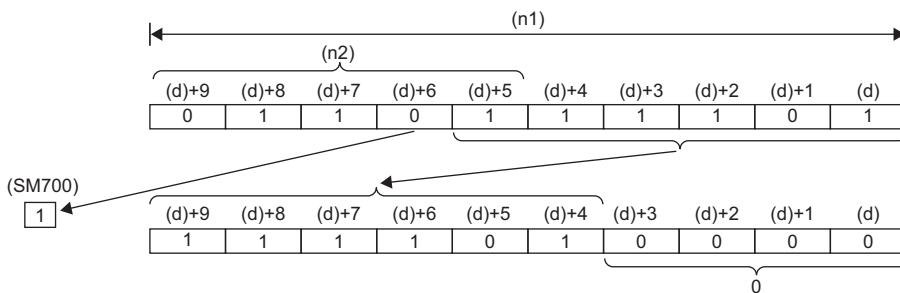 (n1)
(n2)
(d)+9 (d)+8 (d)+7 (d)+6 (d)+5 (d)+4 (d)+3 (d)+2 (d)+1 (d)
0 1 1 0 1 1 1 1 0 1
(SM700)
1
(d)+9 (d)+8 (d)+7 (d)+6 (d)+5 (d)+4 (d)+3 (d)+2 (d)+1 (d)
1 1 1 1 0 1 0 0 0 0
0